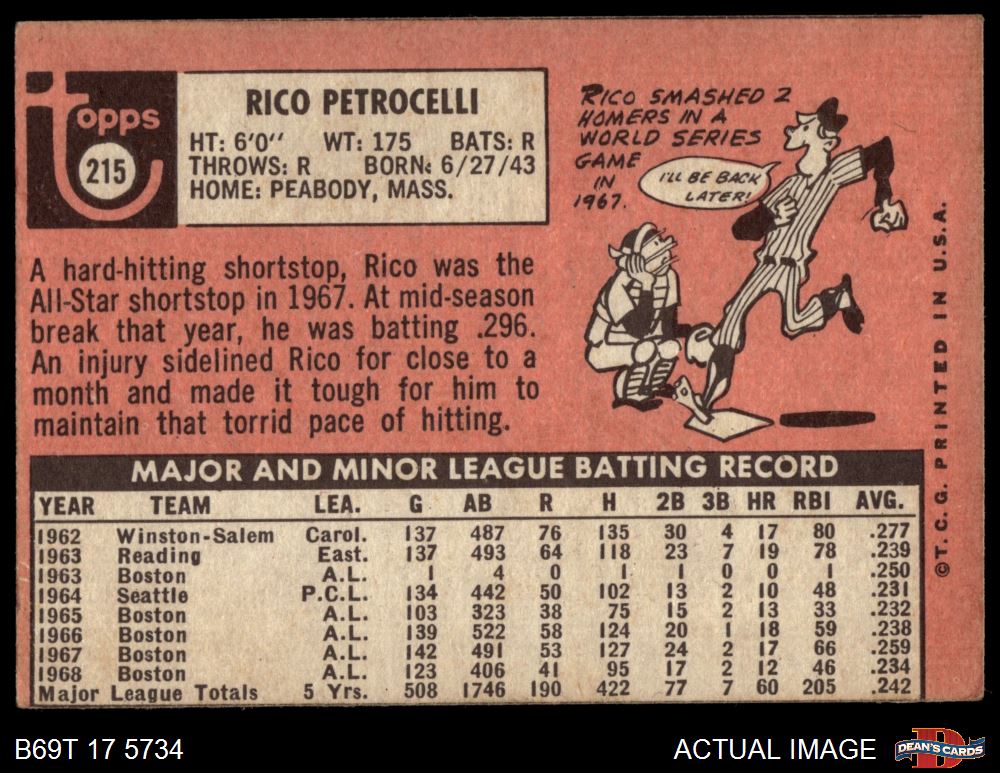 topps
215
RICO PETROCELLI
HT: 6'0" WT: 175 BATS: R
THROWS: R BORN: 6/27/43
HOME: PEABODY, MASS.
RICO SMASHED 2
HOMERS IN A
WORLD SERIES
GAME
IN
1967.
I'LL BE BACK
LATER!
A hard-hitting shortstop, Rico was the
All-Star shortstop in 1967. At mid-season
break that year, he was batting .296.
An injury sidelined Rico for close to a
month and made it tough for him to
maintain that torrid pace of hitting.
MAJOR AND MINOR LEAGUE BATTING RECORD
YEAR TEAM LEA. G AB R H 2B 3B HR RBI AVG.
1962 Winston-Salem Carol. 137 487 76 135 30 4 17 80 .277
1963 Reading East. 137 493 64 118 23 7 19 78 .239
1963 Boston A.L. 1 4 0 1 1 0 0 1 .250
1964 Seattle P.C.L. 134 442 50 102 13 2 10 48 .231
1965 Boston A.L. 103 323 38 75 15 2 13 33 .232
1966 Boston A.L. 139 522 58 124 20 1 18 59 .238
1967 Boston A.L. 142 491 53 127 24 2 17 66 .259
1968 Boston A.L. 123 406 41 95 17 2 12 46 .234
Major League Totals 5 Yrs. 508 1746 190 422 77 7 60 205 .242
©T. C. G. PRINTED IN U.S.A.
B69T 17 5734
ACTUAL IMAGE
D
DEAN'S CARDS